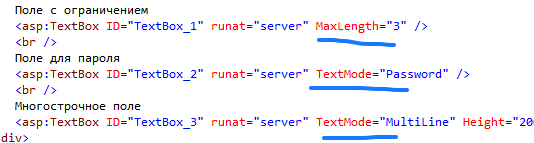 Поле с ограничением
<asp:TextBox ID="TextBox_1" runat="server" MaxLength="3" />
<br />
Поле для пароля
<asp:TextBox ID="TextBox_2" runat="server" TextMode="Password" />
<br />
Многострочное поле
<asp:TextBox ID="TextBox_3" runat="server" TextMode="MultiLine" Height="20
div>